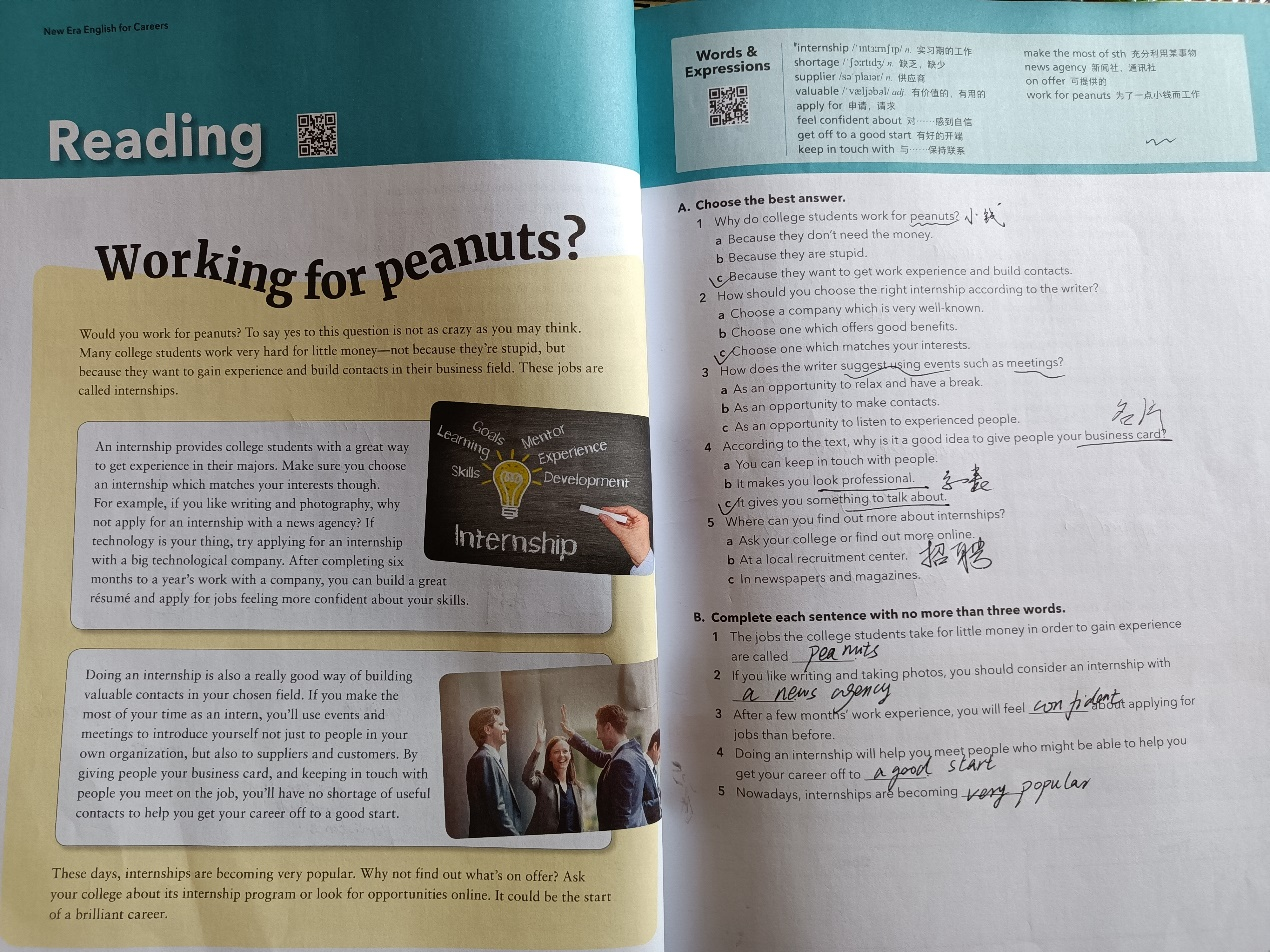 New Era English for Careers
Reading
Working for peanuts?
Would you work for peanuts? To say yes to this question is not as crazy as you may think.
Many college students work very hard for little money—not because they're stupid, but
because they want to gain experience and build contacts in their business field. These jobs are
called internships.
An internship provides college students with a great way
to get experience in their majors. Make sure you choose
an internship which matches your interests though.
For example, if you like writing and photography, why
not apply for an internship with a news agency? If
technology is your thing, try applying for an internship
with a big technological company. After completing six
months to a year's work with a company, you can build a great
résumé and apply for jobs feeling more confident about your skills.
Learning
Goals
Mentor
Skills
Experience
Development
Internship
Doing an internship is also a really good way of building
valuable contacts in your chosen field. If you make the
most of your time as an intern, you'll use events and
meetings to introduce yourself not just to people in your
own organization, but also to suppliers and customers. By
giving people your business card, and keeping in touch with
people you meet on the job, you'll have no shortage of useful
contacts to help you get your career off to a good start.
These days, internships are becoming very popular. Why not find out what's on offer? Ask
your college about its internship program or look for opportunities online. It could be the start
of a brilliant career.
Words &
Expressions
*internship /ˈɪntɜːrnʃɪp/ n. 实习期的工作
shortage /ˈʃɔːrtɪdʒ/ n. 缺乏，缺少
supplier /səˈplaɪər/ n. 供应商
valuable /ˈvæljəbəl/ adj. 有价值的，有用的
apply for 申请，请求
feel confident about 对……感到自信
get off to a good start 有好的开端
keep in touch with 与……保持联系
make the most of sth 充分利用某事物
news agency 新闻社，通讯社
on offer 可提供的
work for peanuts 为了一点小钱而工作
A. Choose the best answer.
1 Why do college students work for peanuts? 小钱
a Because they don't need the money.
b Because they are stupid.
c Because they want to get work experience and build contacts.
2 How should you choose the right internship according to the writer?
a Choose a company which is very well-known.
b Choose one which offers good benefits.
c Choose one which matches your interests.
3 How does the writer suggest using events such as meetings?
a As an opportunity to relax and have a break.
b As an opportunity to make contacts.
c As an opportunity to listen to experienced people.
名片
4 According to the text, why is it a good idea to give people your business card?
a You can keep in touch with people.
b It makes you look professional.
c It gives you something to talk about.
5 Where can you find out more about internships?
a Ask your college or find out more online.
b At a local recruitment center. 招聘
c In newspapers and magazines.
B. Complete each sentence with no more than three words.
1 The jobs the college students take for little money in order to gain experience
are called peanuts
2 If you like writing and taking photos, you should consider an internship with
a news agency
3 After a few months' work experience, you will feel confident about applying for
jobs than before.
4 Doing an internship will help you meet people who might be able to help you
get your career off to a good start
5 Nowadays, internships are becoming very popular